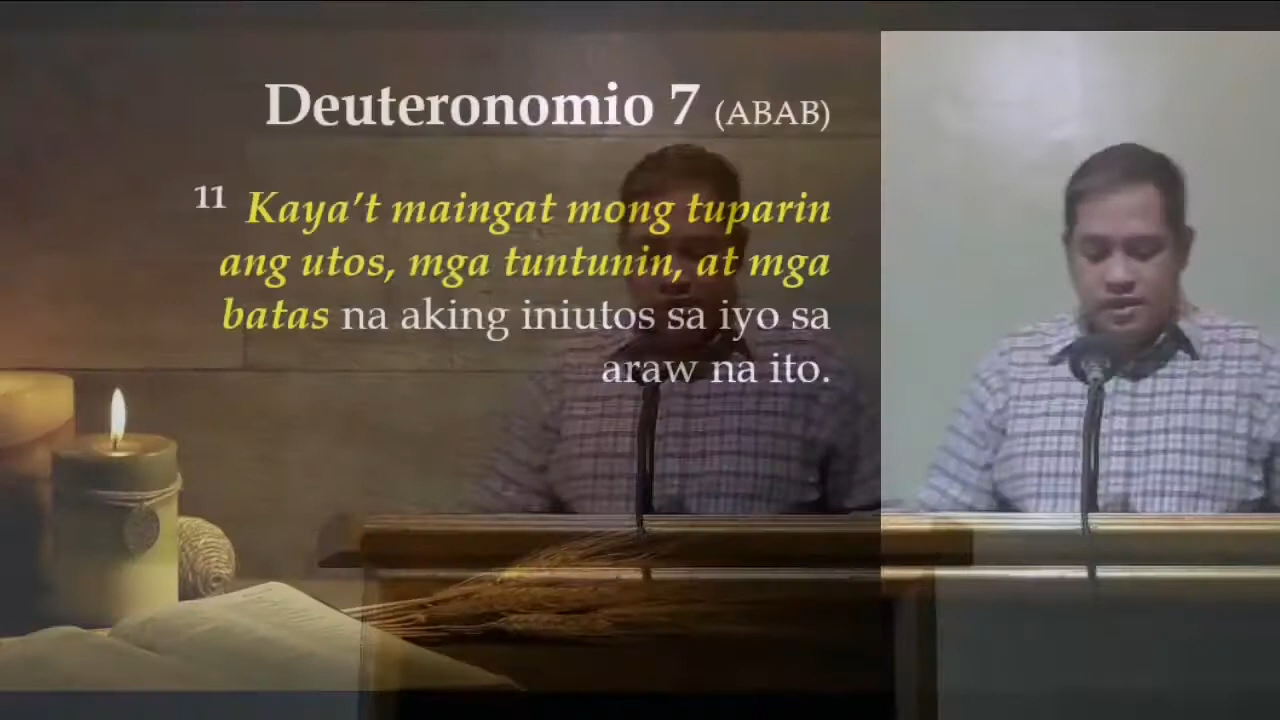 Deuteronomio 7 (ABAB)
11 Kaya’t maingat mong tuparin
ang utos, mga tuntunin, at mga
batas na aking iniutos sa iyo sa
araw na ito.